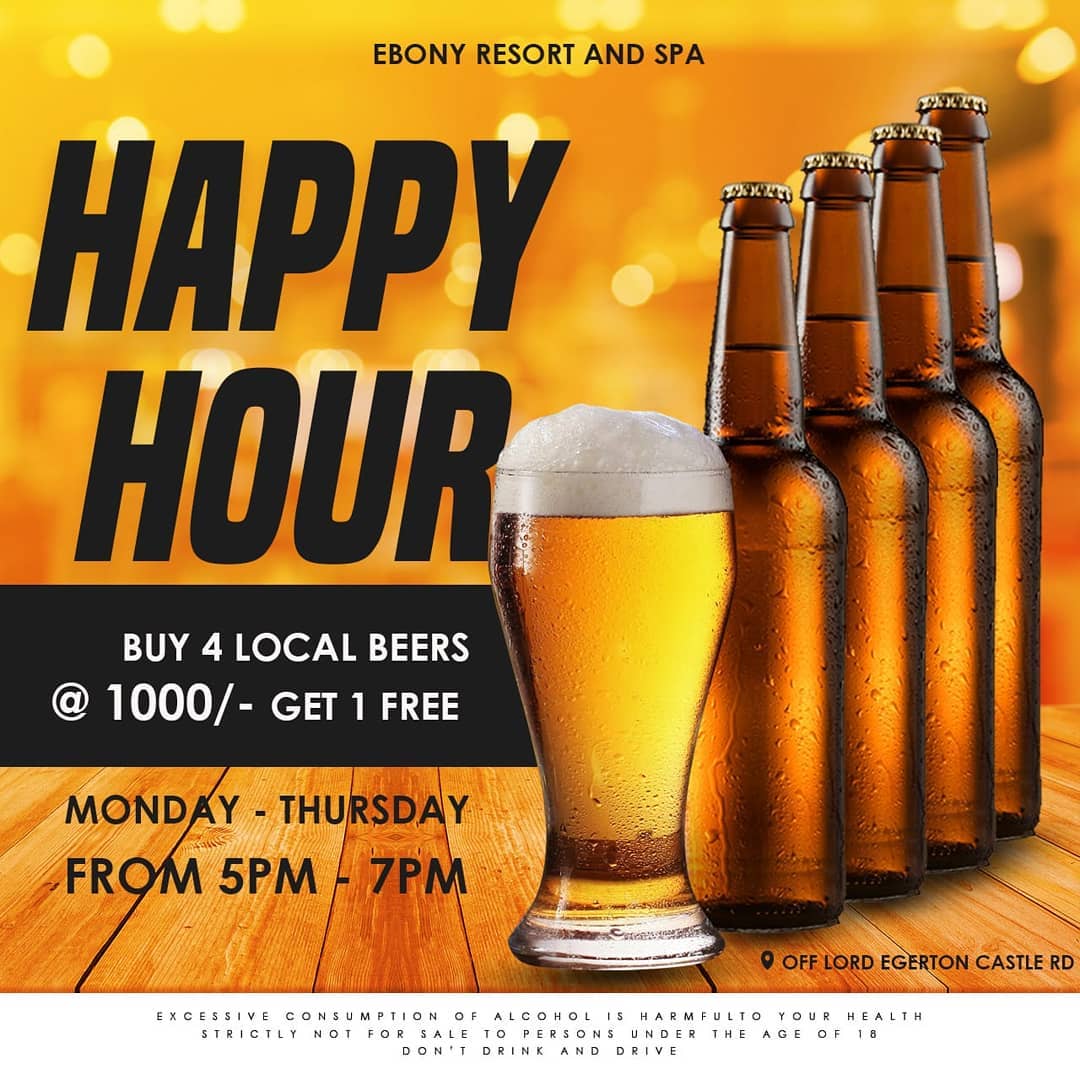 EBONY RESORT AND SPA
HAPPY
HOUR
BUY 4 LOCAL BEERS
@ 1000/- GET 1 FREE
MONDAY - THURSDAY
FROM 5PM - 7PM
OFF LORD EGERTON CASTLE RD
EXCESSIVE CONSUMPTION OF ALCOHOL IS HARMFULTO YOUR HEALTH
STRICTLY NOT FOR SALE TO PERSONS UNDER THE AGE OF 18
DON'T DRINK AND DRIVE